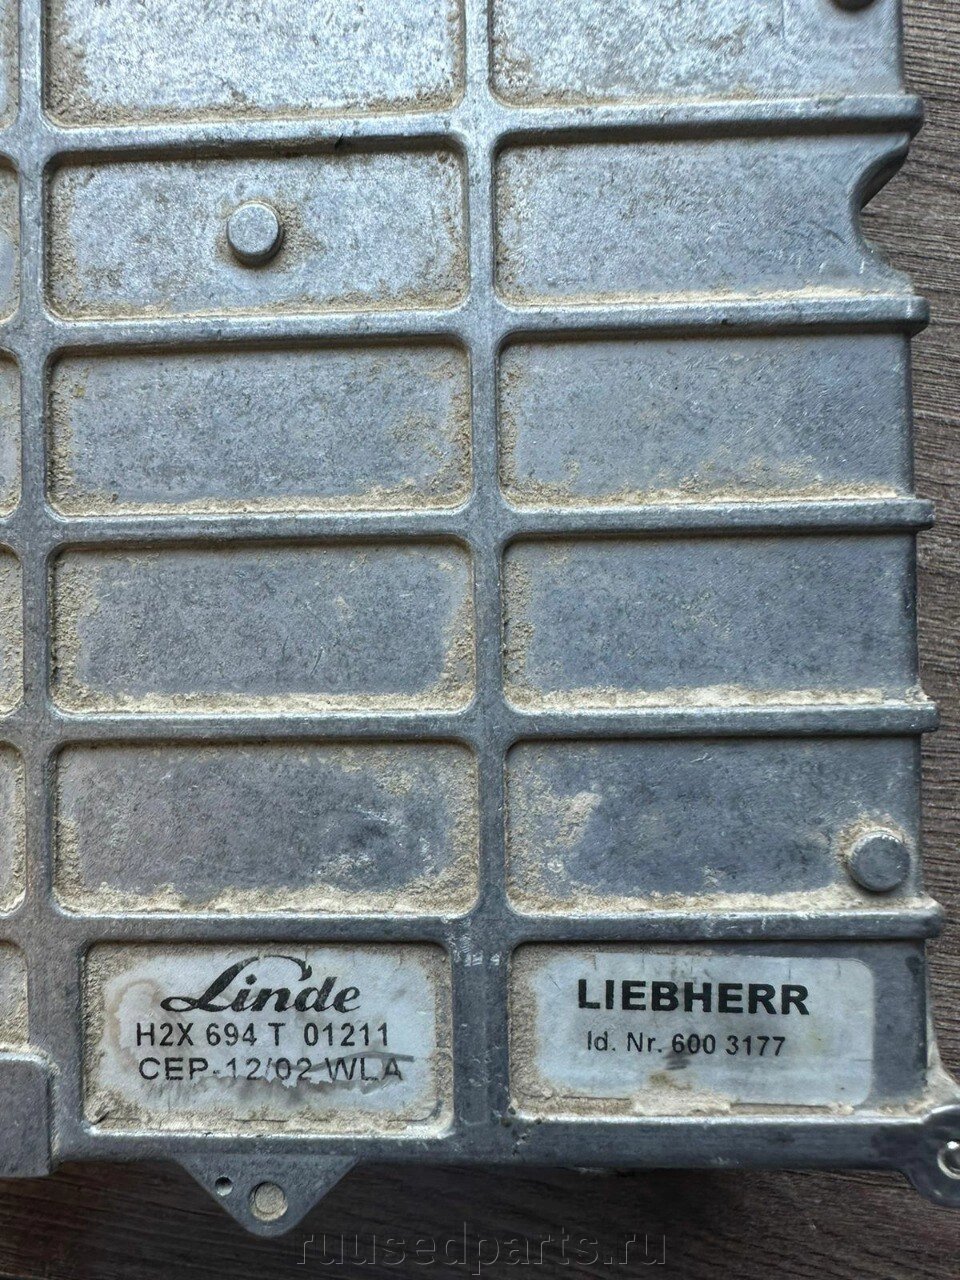 Linde
H2X 694 T 01211
CEP-12/02 WLA
LIEBHERR
Id. Nr. 600 3177
ruusedparts.ru